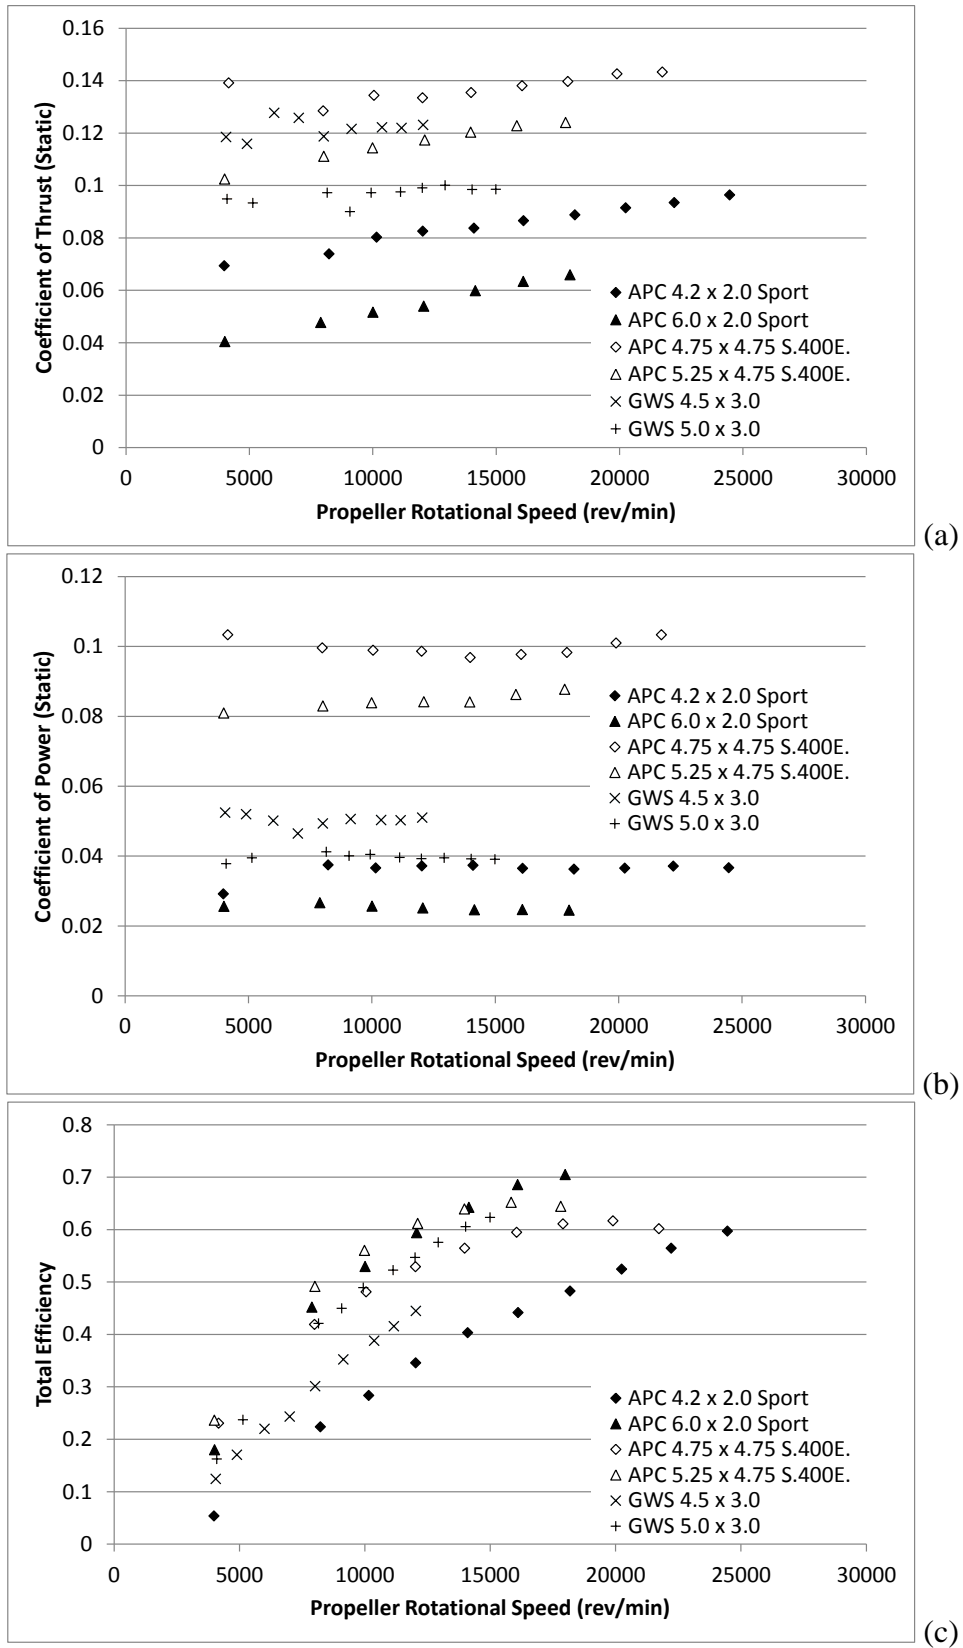 0.16
0.14
0.12
0.1
0.08
0.06
0.04
0.02
0
Coefficient of Thrust (Static)
APC 4.2 x 2.0 Sport
APC 6.0 x 2.0 Sport
APC 4.75 x 4.75 S.400E.
APC 5.25 x 4.75 S.400E.
GWS 4.5 x 3.0
GWS 5.0 x 3.0
0 5000 10000 15000 20000 25000 30000
Propeller Rotational Speed (rev/min)
(a)
0.12
0.1
0.08
0.06
0.04
0.02
0
Coefficient of Power (Static)
APC 4.2 x 2.0 Sport
APC 6.0 x 2.0 Sport
APC 4.75 x 4.75 S.400E.
APC 5.25 x 4.75 S.400E.
GWS 4.5 x 3.0
GWS 5.0 x 3.0
0 5000 10000 15000 20000 25000 30000
Propeller Rotational Speed (rev/min)
(b)
0.8
0.7
0.6
0.5
0.4
0.3
0.2
0.1
0
Total Efficiency
APC 4.2 x 2.0 Sport
APC 6.0 x 2.0 Sport
APC 4.75 x 4.75 S.400E.
APC 5.25 x 4.75 S.400E.
GWS 4.5 x 3.0
GWS 5.0 x 3.0
0 5000 10000 15000 20000 25000 30000
Propeller Rotational Speed (rev/min)
(c)